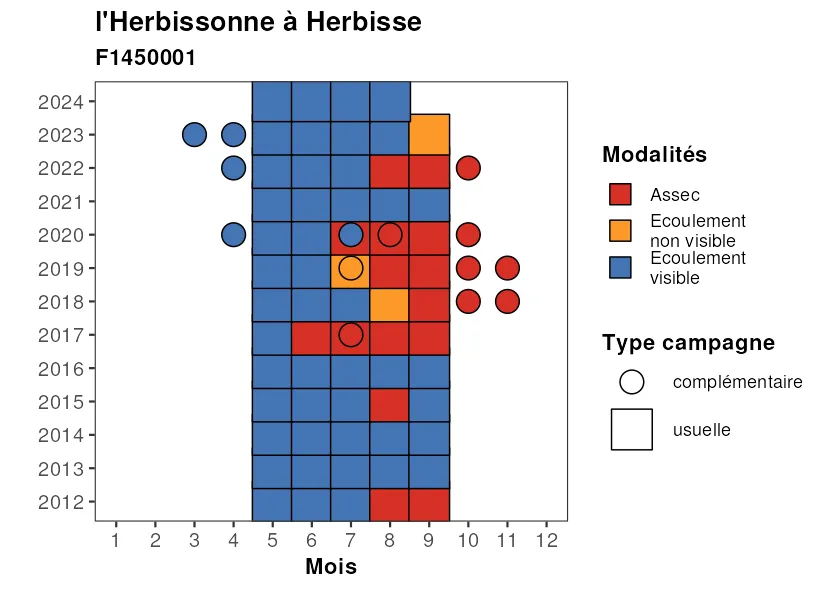 l'Herbissonne à Herbisse
F1450001
2024
2023
2022
2021
2020
2019
2018
2017
2016
2015
2014
2013
2012
1 2 3 4 5 6 7 8 9 10 11 12
Mois
Modalités
Assec
Ecoulement
non visible
Ecoulement
visible
Type campagne
complémentaire
usuelle